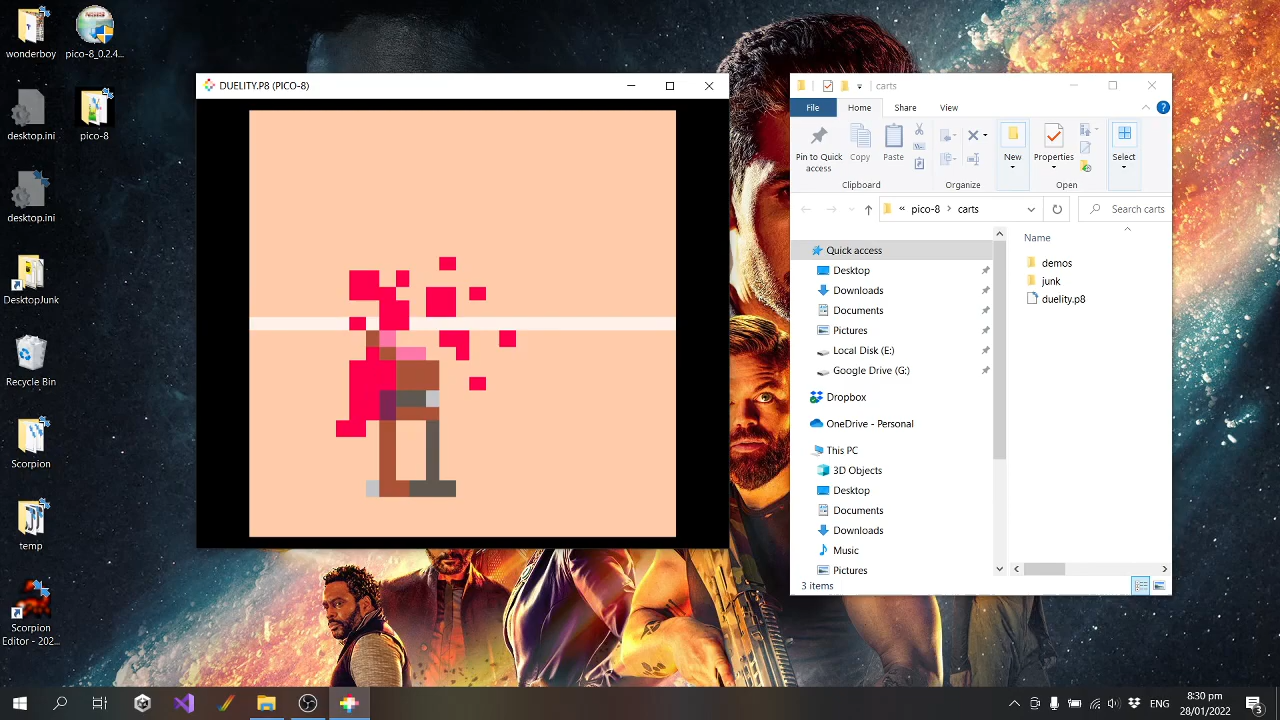 wonderboy
pico-8_0.2.4...
desktop.ini
pico-8
desktop.ini
DesktopJunk
Recycle Bin
Scorpion
temp
Scorpion
Editor - 202...
DUELITY.P8 (PICO-8)
carts
File
Home
Share
View
Pin to Quick
access
Copy
Paste
New
Properties
Select
Clipboard
Organize
Open
« pico-8 > carts
Search carts
Quick access
Desktop
Downloads
Documents
Pictures
Local Disk (E:)
Google Drive (G:)
Dropbox
OneDrive - Personal
This PC
3D Objects
Desktop
Documents
Downloads
Music
Pictures
Name
demos
junk
duelity.p8
3 items
ENG
8:30 pm
28/01/2022
3